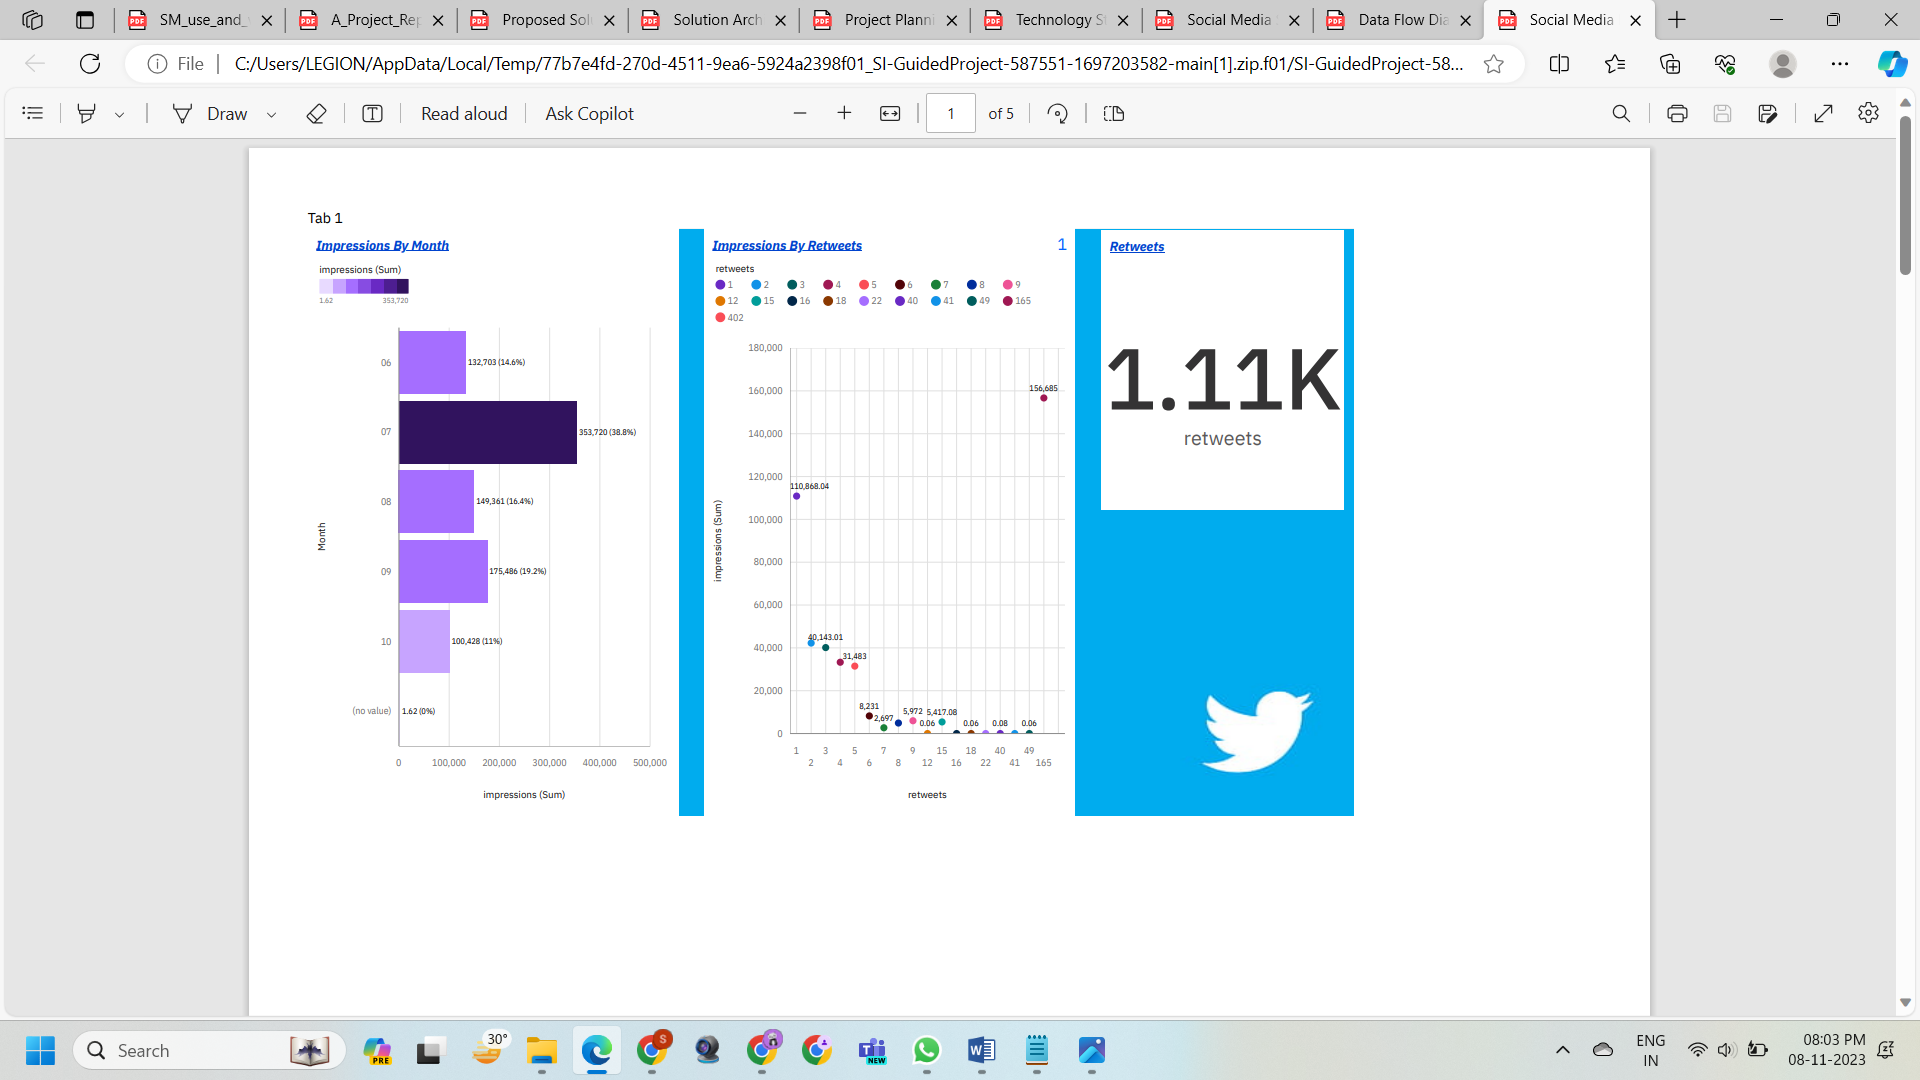 SM_use_and_
A_Project_Rep
Proposed Sol
Solution Arch
Project Planni
Technology S
Social Media
Data Flow Dia
Social Media
File
C:/Users/LEGION/AppData/Local/Temp/77b7e4fd-270d-4511-9ea6-5924a2398f01_SI-GuidedProject-587551-1697203582-main[1].zip.f01/SI-GuidedProject-58...
Draw
Read aloud
Ask Copilot
1 of 5
Tab 1
Impressions By Month
impressions (Sum)
1.62 353,720
06 132,703 (14.6%)
07 353,720 (38.8%)
08 149,361 (16.4%)
09 175,486 (19.2%)
10 100,428 (11%)
(no value) 1.62 (0%)
Month
0 100,000 200,000 300,000 400,000 500,000
impressions (Sum)
Impressions By Retweets 1
retweets
1 2 3 4 5 6 7 8 9
12 15 16 18 22 40 41 49 165
402
180,000
160,000
140,000
120,000
100,000
80,000
60,000
40,000
20,000
0
impressions (Sum)
156,685
110,868.04
40,143.01
31,483
8,231
2,697
5,972
0.06
5,417.08
0.06
0.08
0.06
1 3 5 7 9 15 18 40 49
2 4 6 8 12 16 22 41 165
retweets
Retweets
1.11K
retweets
Search
PRE
30°
S
NEW
ENG
IN
08:03 PM
08-11-2023